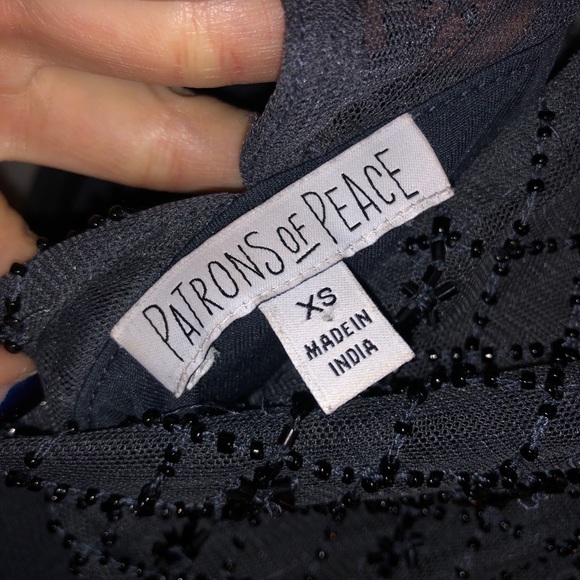 PATRONS OF PEACE
XS
MADE IN
INDIA